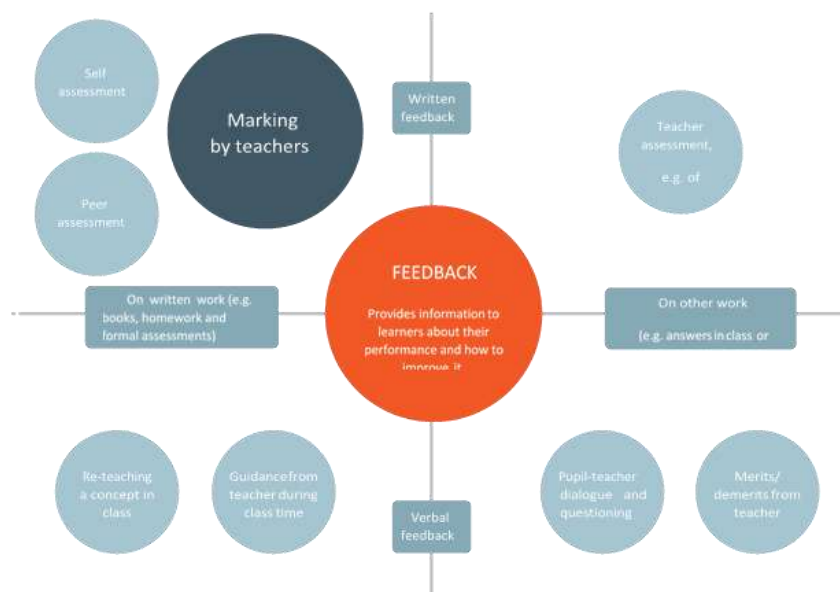 Self
assessment
Marking
by teachers
Written
feedback
Teacher
assessment,
e.g. of
Peer
assessment
FEEDBACK
Provides information to
learners about their
performance and how to
improve it
On written work (e.g.
books, homework and
formal assessments)
On other work
(e.g. answers in class or
Re-teaching
a concept in
class
Guidance from
teacher during
class time
Verbal
feedback
Pupil-teacher
dialogue and
questioning
Merits/
demerits from
teacher